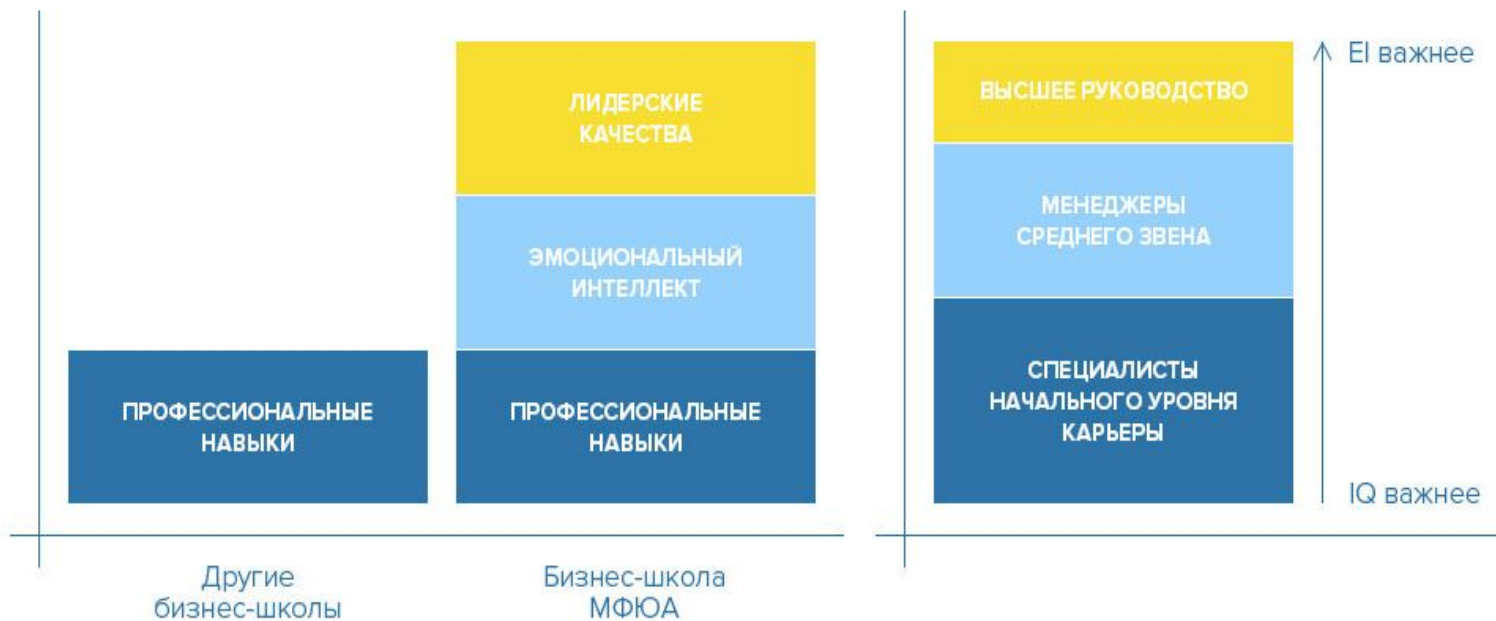 ЛИДЕРСКИЕ
КАЧЕСТВА
ЭМОЦИОНАЛЬНЫЙ
ИНТЕЛЛЕКТ
ПРОФЕССИОНАЛЬНЫЕ
НАВЫКИ
ПРОФЕССИОНАЛЬНЫЕ
НАВЫКИ
Другие
бизнес-школы
Бизнес-школа
МФЮА
ВЫСШЕЕ РУКОВОДСТВО
МЕНЕДЖЕРЫ
СРЕДНЕГО ЗВЕНА
СПЕЦИАЛИСТЫ
НАЧАЛЬНОГО УРОВНЯ
КАРЬЕРЫ
EI важнее
IQ важнее